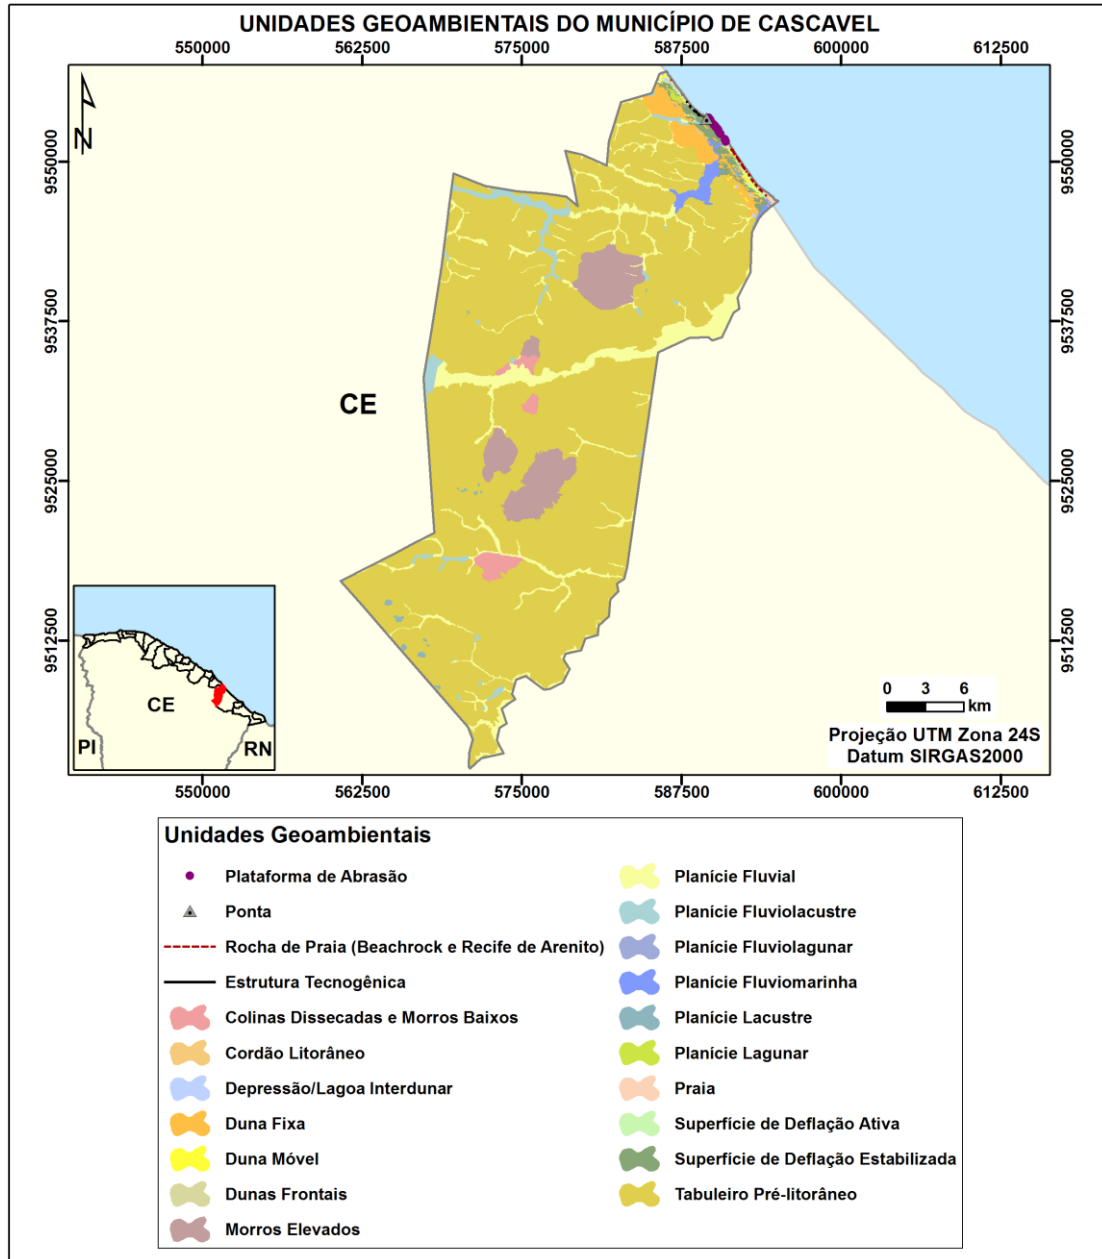 UNIDADES GEOAMBIENTAIS DO MUNICÍPIO DE CASCAVEL
550000 562500 575000 587500 600000 612500
N
9550000 9550000
9537500 9537500
CE
9525000 9525000
9512500 9512500
CE
PI
RN
0 3 6
km
Projeção UTM Zona 24S
Datum SIRGAS2000
550000 562500 575000 587500 600000 612500
Unidades Geoambientais
Plataforma de Abrasão
Ponta
Rocha de Praia (Beachrock e Recife de Arenito)
Estrutura Tecnogênica
Colinas Dissecadas e Morros Baixos
Cordão Litorâneo
Depressão/Lagoa Interdunar
Duna Fixa
Duna Móvel
Dunas Frontais
Morros Elevados
Planície Fluvial
Planície Fluviolacustre
Planície Fluviolagunar
Planície Fluviomarinha
Planície Lacustre
Planície Lagunar
Praia
Superfície de Deflação Ativa
Superfície de Deflação Estabilizada
Tabuleiro Pré-litorâneo